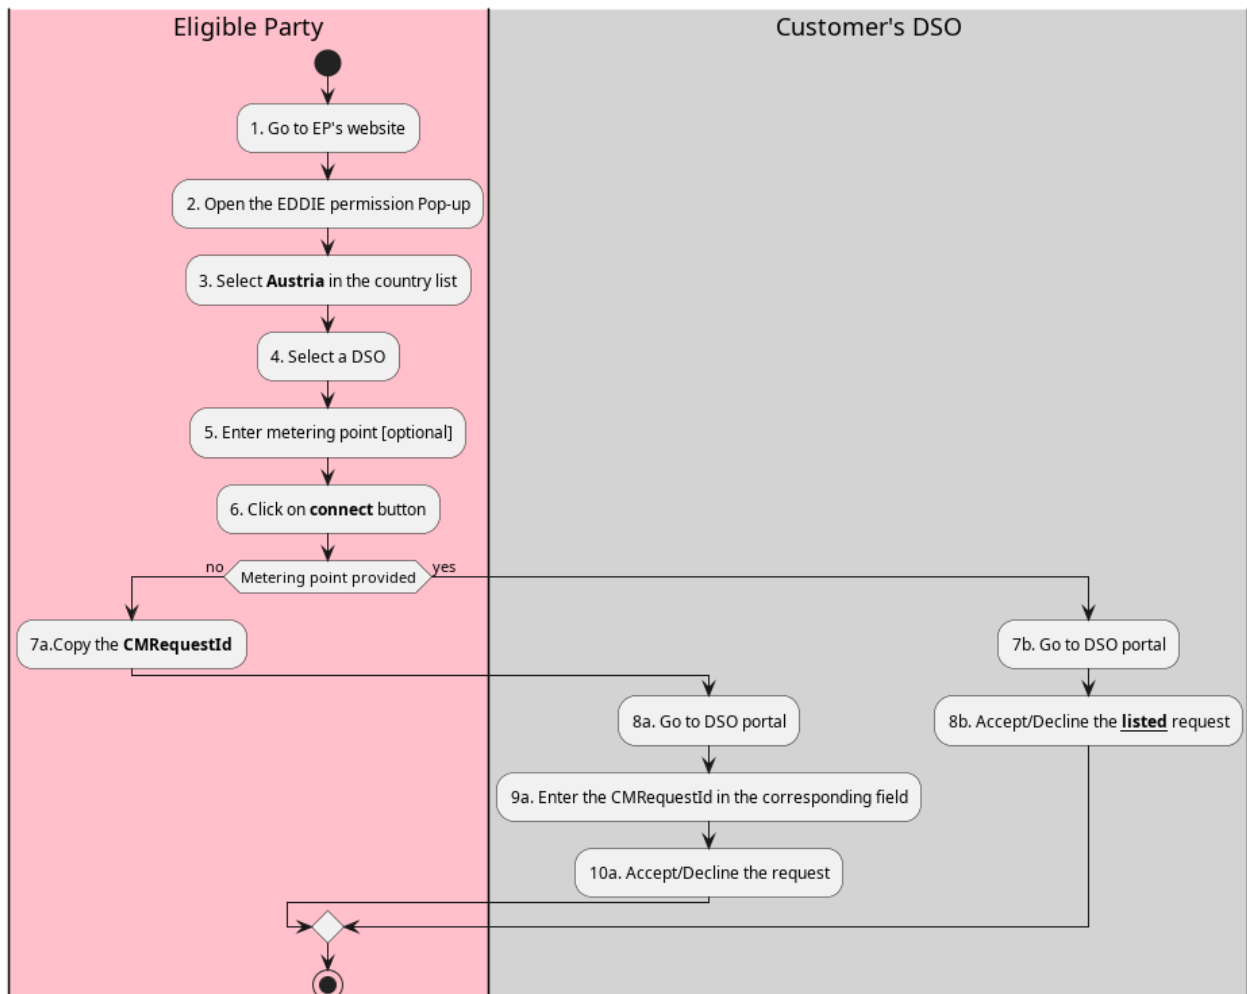 Eligible Party
Customer's DSO
1. Go to EP's website
2. Open the EDDIE permission Pop-up
3. Select Austria in the country list
4. Select a DSO
5. Enter metering point [optional]
6. Click on connect button
no
Metering point provided
yes
7a.Copy the CMRequestId
7b. Go to DSO portal
8a. Go to DSO portal
8b. Accept/Decline the listed request
9a. Enter the CMRequestId in the corresponding field
10a. Accept/Decline the request